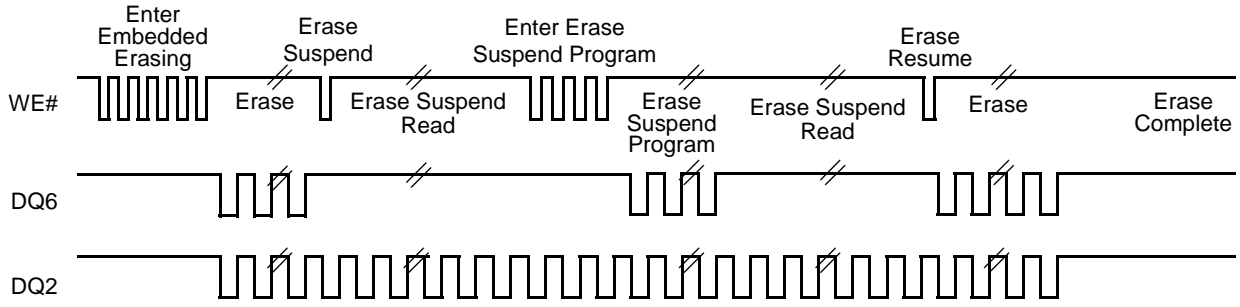 Enter
Embedded
Erasing
Erase
Suspend
Enter Erase
Suspend Program
Erase
Resume
WE#
Erase
Erase Suspend
Read
Erase
Suspend
Program
Erase Suspend
Read
Erase
Erase
Complete
DQ6
DQ2